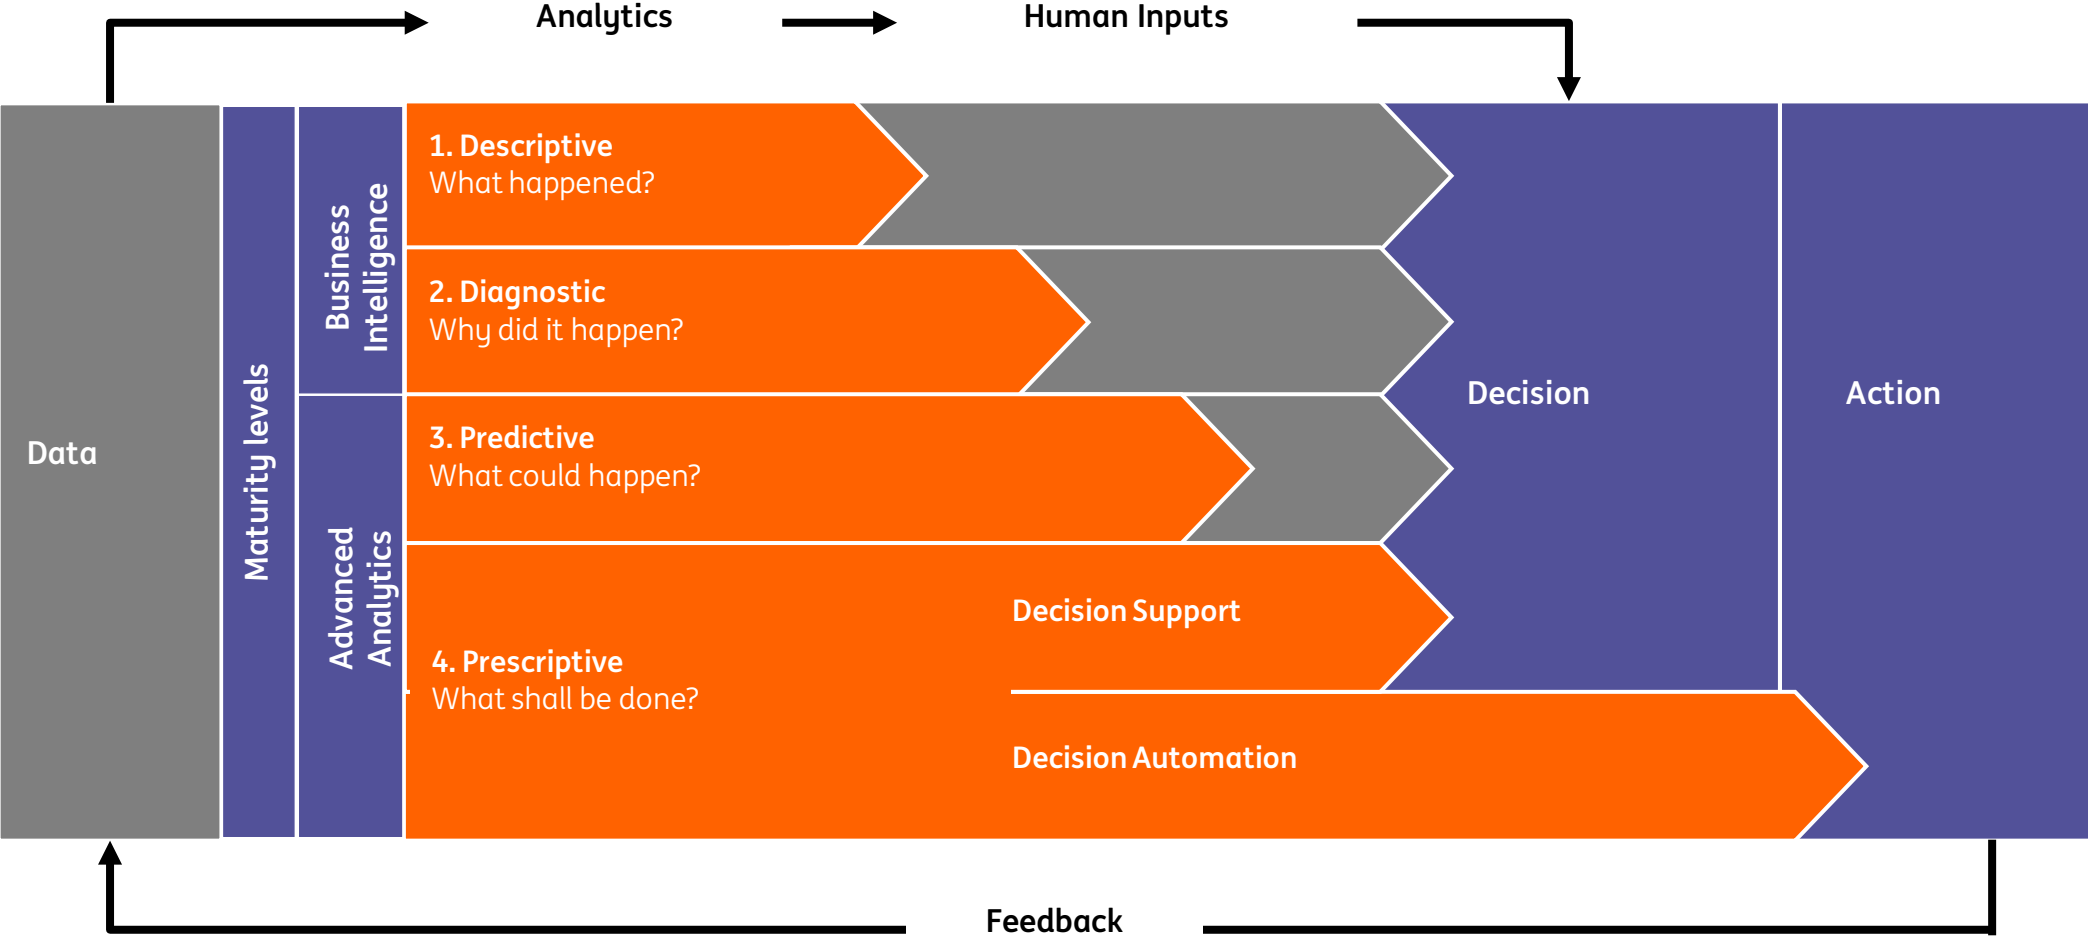 Analytics
Human Inputs
Data
Maturity levels
Business
Intelligence
Advanced
Analytics
1. Descriptive
What happened?
2. Diagnostic
Why did it happen?
3. Predictive
What could happen?
4. Prescriptive
What shall be done?
Decision Support
Decision Automation
Decision
Action
Feedback